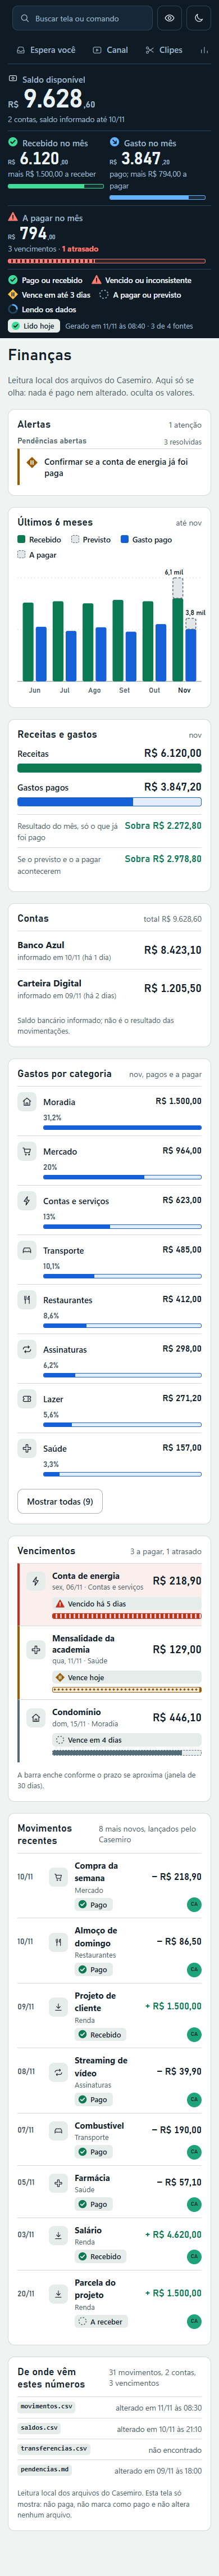 Buscar tela ou comando
Espera você
Canal
Clipes
Saldo disponível
R$ 9.628,60
2 contas, saldo informado até 10/11
Recebido no mês
R$ 6.120,00
mais R$ 1.500,00 a receber
Gasto no mês
R$ 3.847,20
pago; mais R$ 794,00 a
pagar
A pagar no mês
R$ 794,00
3 vencimentos · 1 atrasado
Pago ou recebido
Vencido ou inconsistente
Vence em até 3 dias
A pagar ou previsto
Lendo os dados
Lido hoje
Gerado em 11/11 às 08:40 · 3 de 4 fontes
Finanças
Leitura local dos arquivos do Casemiro. Aqui só se
olha: nada é pago nem alterado. oculta os valores.
Alertas
1 atenção
Pendências abertas
3 resolvidas
Confirmar se a conta de energia já foi
paga
Últimos 6 meses
até nov
Recebido
Previsto
Gasto pago
A pagar
6,1 mil
3,8 mil
Jun
Jul
Ago
Set
Out
Nov
Receitas e gastos
nov
Receitas
R$ 6.120,00
Gastos pagos
R$ 3.847,20
Resultado do mês, só o que já
foi pago
Sobra R$ 2.272,80
Se o previsto e o a pagar
acontecerem
Sobra R$ 2.978,80
Contas
total R$ 9.628,60
Banco Azul
informado em 10/11 (há 1 dia)
R$ 8.423,10
Carteira Digital
informado em 09/11 (há 2 dias)
R$ 1.205,50
Saldo bancário informado; não é o resultado das
movimentações.
Gastos por categoria
nov, pagos e a pagar
Moradia
R$ 1.500,00
31,2%
Mercado
R$ 964,00
20%
Contas e serviços
R$ 623,00
13%
Transporte
R$ 485,00
10,1%
Restaurantes
R$ 412,00
8,6%
Assinaturas
R$ 298,00
6,2%
Lazer
R$ 271,20
5,6%
Saúde
R$ 157,00
3,3%
Mostrar todas (9)
Vencimentos
3 a pagar, 1 atrasado
Conta de energia
sex, 06/11 · Contas e serviços
R$ 218,90
Vencido há 5 dias
Mensalidade da
academia
qua, 11/11 · Saúde
R$ 129,00
Vence hoje
Condomínio
dom, 15/11 · Moradia
R$ 446,10
Vence em 4 dias
A barra enche conforme o prazo se aproxima (janela de
30 dias).
Movimentos
recentes
8 mais novos, lançados pelo
Casemiro
10/11
Compra da
semana
Mercado
Pago
− R$ 218,90
CA
10/11
Almoço de
domingo
Restaurantes
Pago
− R$ 86,50
CA
09/11
Projeto de
cliente
Renda
Recebido
+ R$ 1.500,00
CA
08/11
Streaming de
vídeo
Assinaturas
Pago
− R$ 39,90
CA
07/11
Combustível
Transporte
Pago
− R$ 190,00
CA
05/11
Farmácia
Saúde
Pago
− R$ 57,10
CA
03/11
Salário
Renda
Recebido
+ R$ 4.620,00
CA
20/11
Parcela do
projeto
Renda
A receber
+ R$ 1.500,00
CA
De onde vêm
estes números
31 movimentos, 2 contas,
3 vencimentos
movimentos.csv
alterado em 11/11 às 08:30
saldos.csv
alterado em 10/11 às 21:10
transferencias.csv
não encontrado
pendencias.md
alterado em 09/11 às 18:00
Leitura local dos arquivos do Casemiro. Esta tela só
mostra: não paga, não marca como pago e não altera
nenhum arquivo.